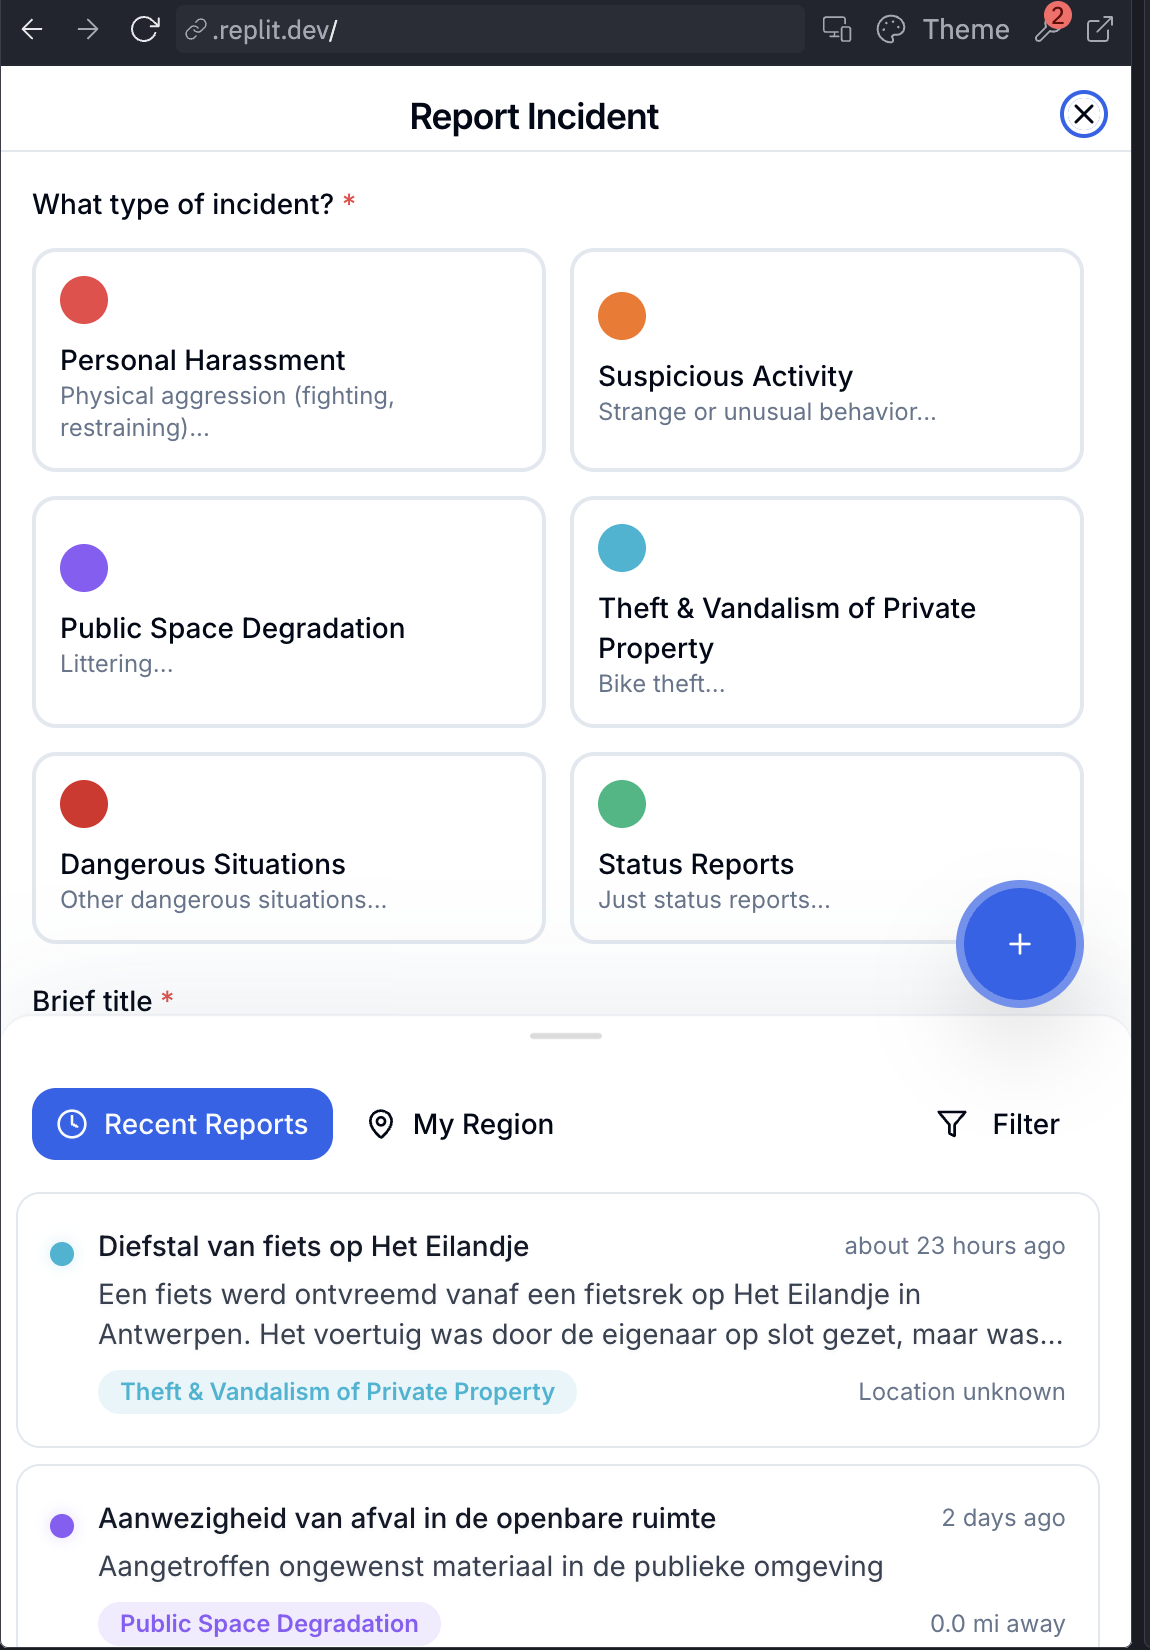 .replit.dev/
Theme
2
Report Incident
What type of incident? *
Personal Harassment
Physical aggression (fighting,
restraining)...
Suspicious Activity
Strange or unusual behavior...
Public Space Degradation
Littering...
Theft & Vandalism of Private
Property
Bike theft...
Dangerous Situations
Other dangerous situations...
Status Reports
Just status reports...
Brief title *
Recent Reports
My Region
Filter
Diefstal van fiets op Het Eilandje
about 23 hours ago
Een fiets werd ontvreemd vanaf een fietsrek op Het Eilandje in
Antwerpen. Het voertuig was door de eigenaar op slot gezet, maar was...
Theft & Vandalism of Private Property
Location unknown
Aanwezigheid van afval in de openbare ruimte
2 days ago
Aangetroffen ongewenst materiaal in de publieke omgeving
Public Space Degradation
0.0 mi away